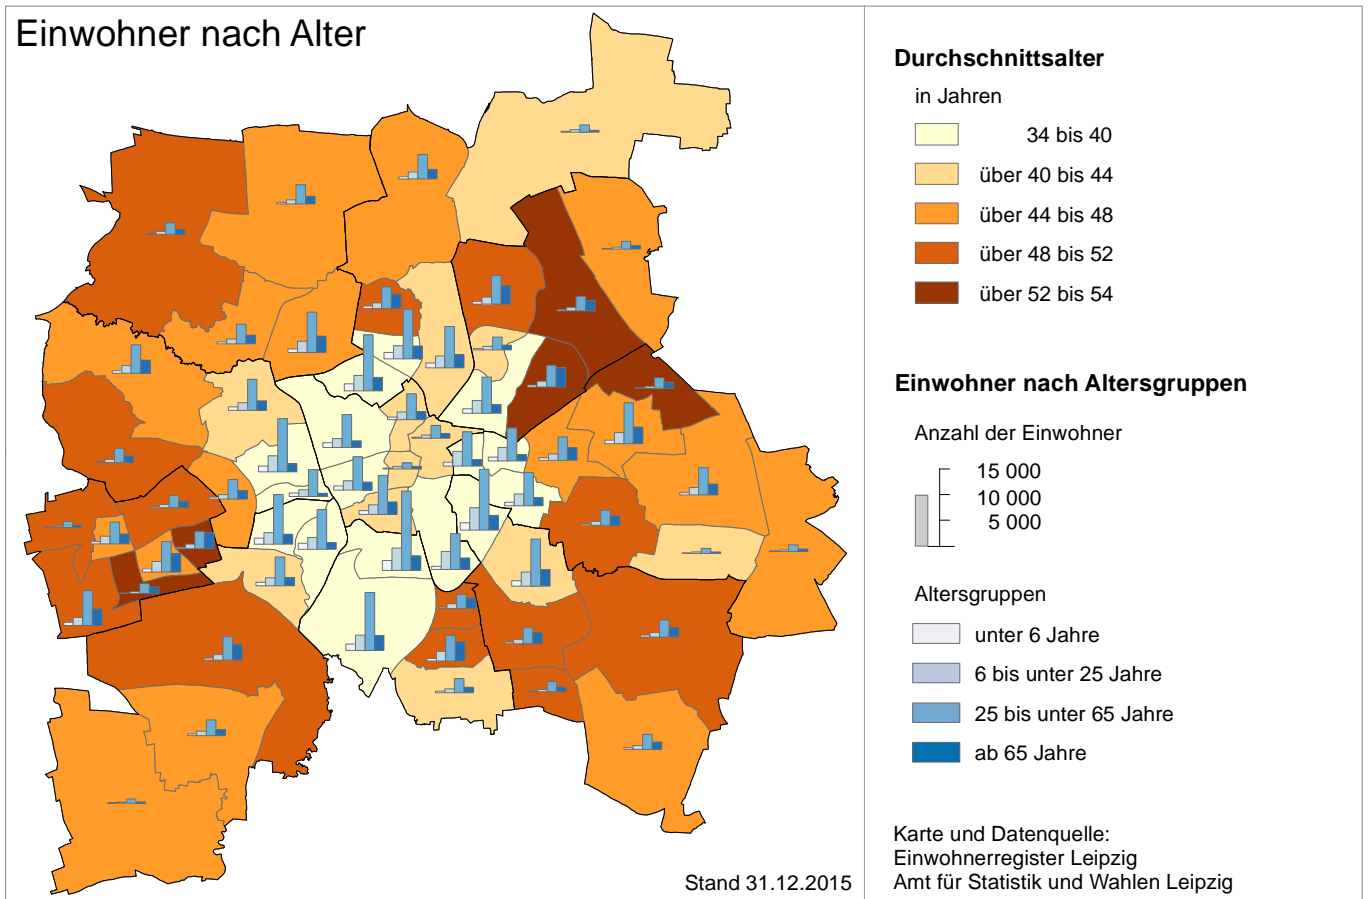 Einwohner nach Alter
Durchschnittsalter
in Jahren
34 bis 40
über 40 bis 44
über 44 bis 48
über 48 bis 52
über 52 bis 54
Einwohner nach Altersgruppen
Anzahl der Einwohner
15 000
10 000
5 000
Altersgruppen
unter 6 Jahre
6 bis unter 25 Jahre
25 bis unter 65 Jahre
ab 65 Jahre
Karte und Datenquelle:
Einwohnerregister Leipzig
Amt für Statistik und Wahlen Leipzig
Stand 31.12.2015